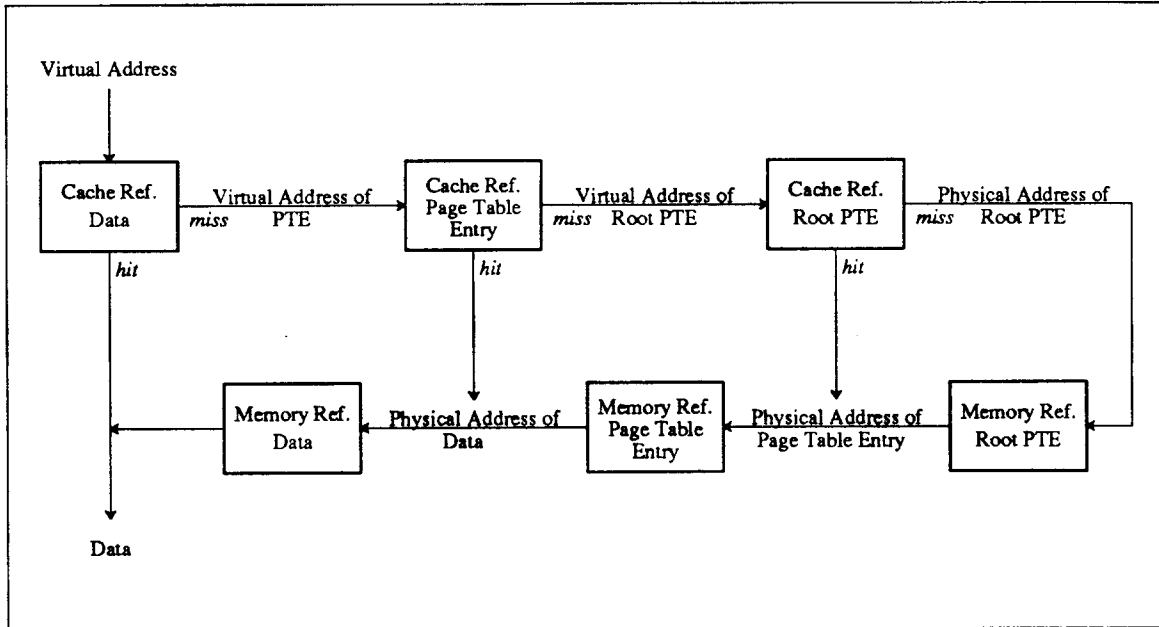 Virtual Address
Cache Ref.
Data
Virtual Address of
miss PTE
Cache Ref.
Page Table
Entry
Virtual Address of
miss Root PTE
Cache Ref.
Root PTE
Physical Address of
miss Root PTE
hit
hit
hit
Memory Ref.
Data
Physical Address of
Data
Memory Ref.
Page Table
Entry
Physical Address of
Page Table Entry
Memory Ref.
Root PTE
Data